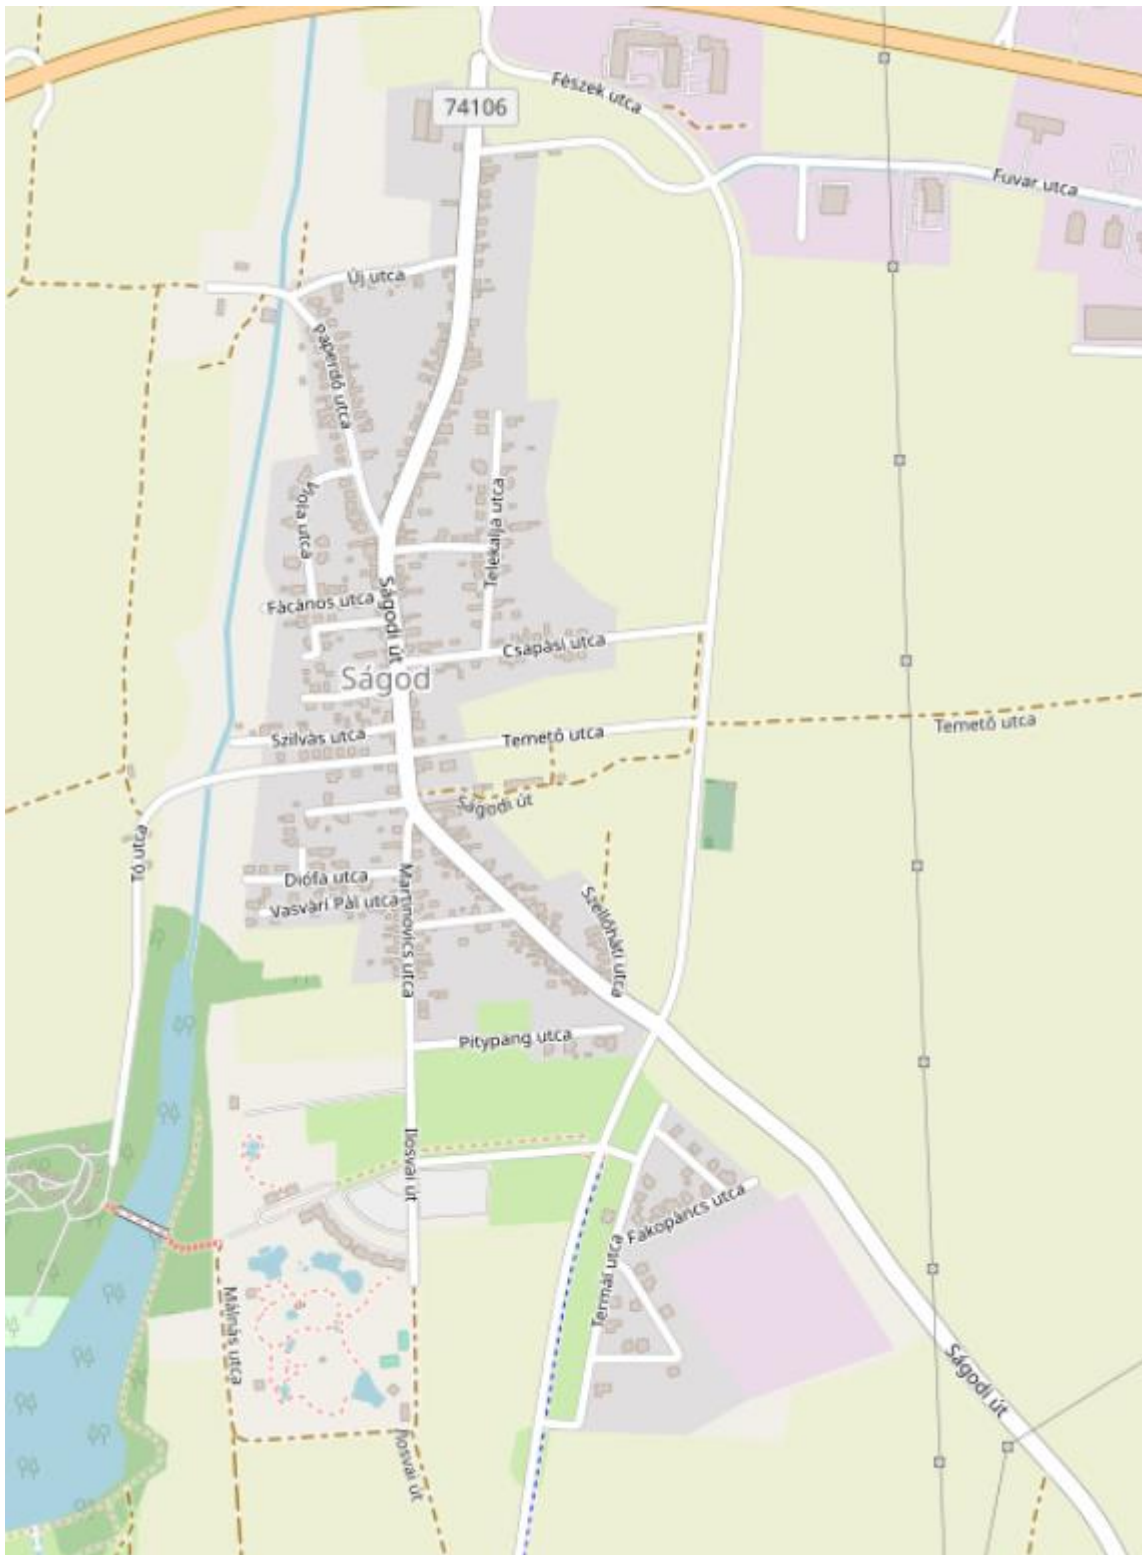 Fészek utca
74106
Fuvar utca
Új utca
Paperdő utca
Viola utca
Telekalja utca
Fácános utca
Ságodi út
Csapási utca
Ságod
Szilvás utca
Temető utca
Temető utca
Ságodi út
Tó utca
Diófa utca
Martinovics utca
Vasvári Pál utca
Szellőháti utca
Pitypang utca
Ilosvai út
Fakopáncs utca
Termál utca
Málnás utca
Ságodi út
Ilosvai út